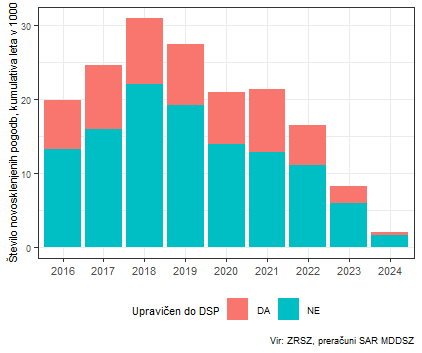 Število novosklenjenih pogodb, kumulativa leta v 1000
30
20
10
0
2016 2017 2018 2019 2020 2021 2022 2023 2024
Upravičen do DSP DA NE
Vir: ZRSZ, preračuni SAR MDDSZ